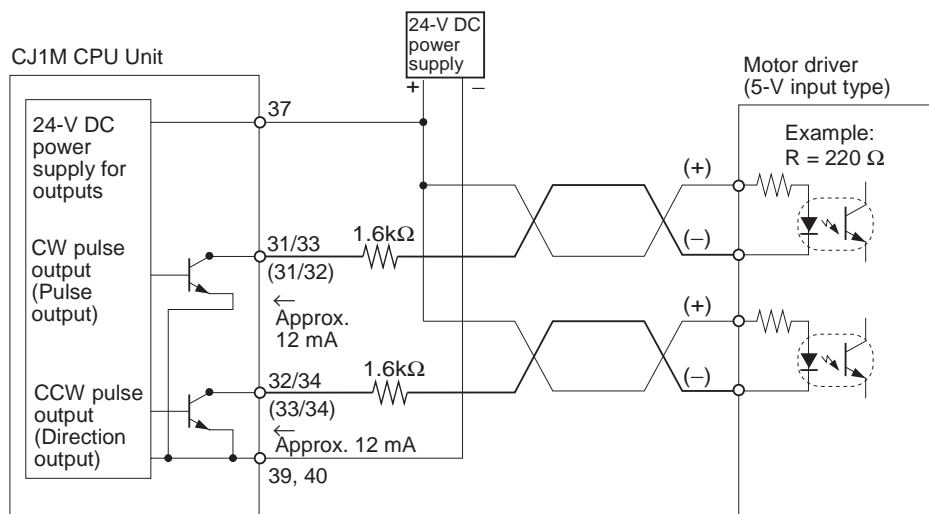 24-V DC
power
supply
+
−
CJ1M CPU Unit
24-V DC
power
supply for
outputs
37
CW pulse
output
(Pulse
output)
31/33
(31/32)
1.6kΩ
←
Approx.
12 mA
CCW pulse
output
(Direction
output)
32/34
(33/34)
1.6kΩ
←
Approx. 12 mA
39, 40
Motor driver
(5-V input type)
Example:
R = 220 Ω
(+)
(−)
(+)
(−)